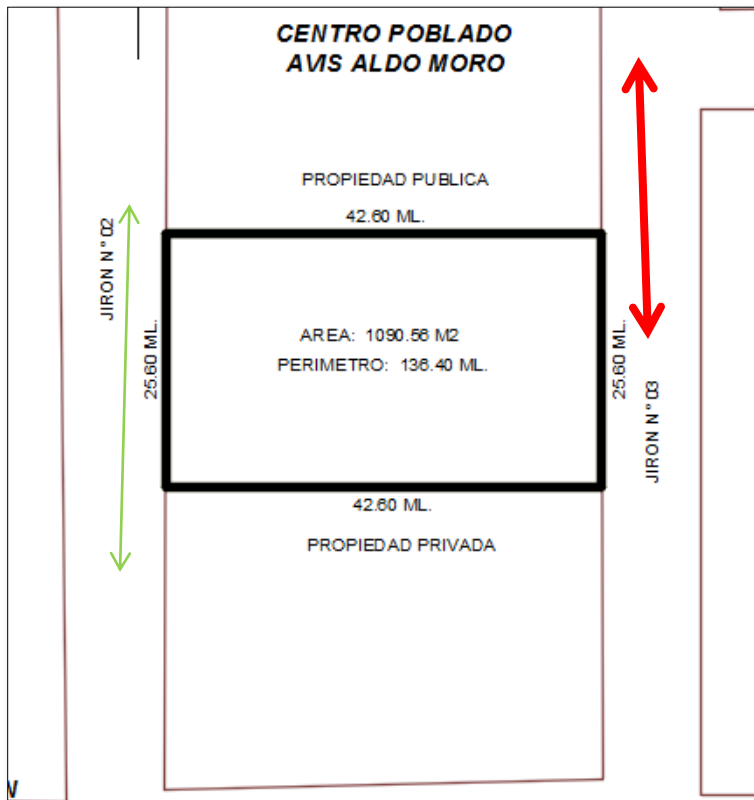 CENTRO POBLADO
AVIS ALDO MORO
PROPIEDAD PUBLICA
42.60 ML.
JIRON N° 02
25.60 ML.
AREA: 1090.56 M2
PERIMETRO: 136.40 ML.
25.60 ML.
JIRON N° 03
42.60 ML.
PROPIEDAD PRIVADA